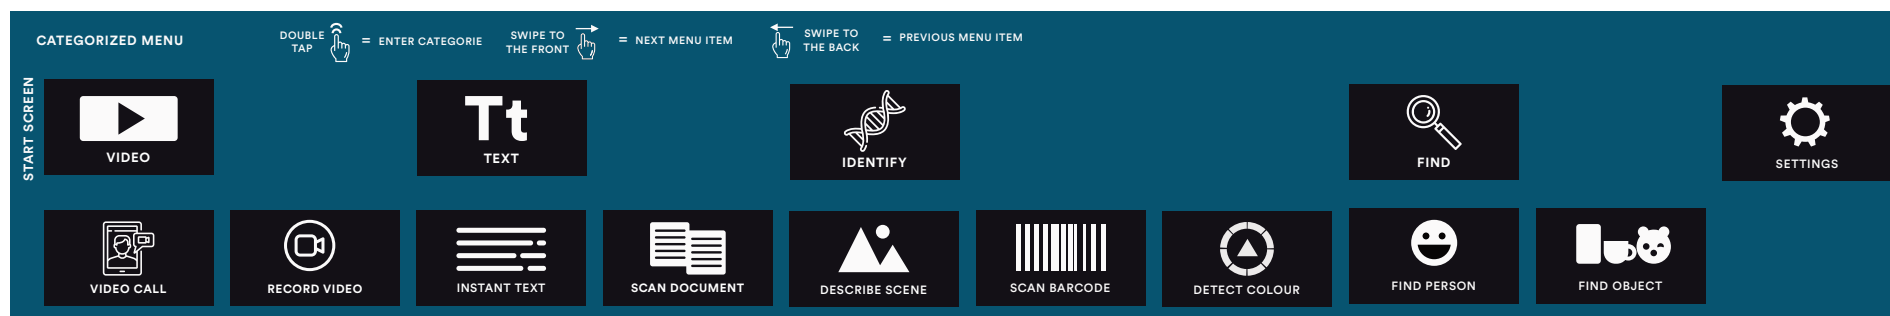 CATEGORIZED MENU
DOUBLE
TAP
= ENTER CATEGORIE
SWIPE TO
THE FRONT
= NEXT MENU ITEM
SWIPE TO
THE BACK
= PREVIOUS MENU ITEM
START SCREEN
VIDEO
Tt
TEXT
IDENTIFY
FIND
SETTINGS
VIDEO CALL
RECORD VIDEO
INSTANT TEXT
SCAN DOCUMENT
DESCRIBE SCENE
SCAN BARCODE
DETECT COLOUR
FIND PERSON
FIND OBJECT